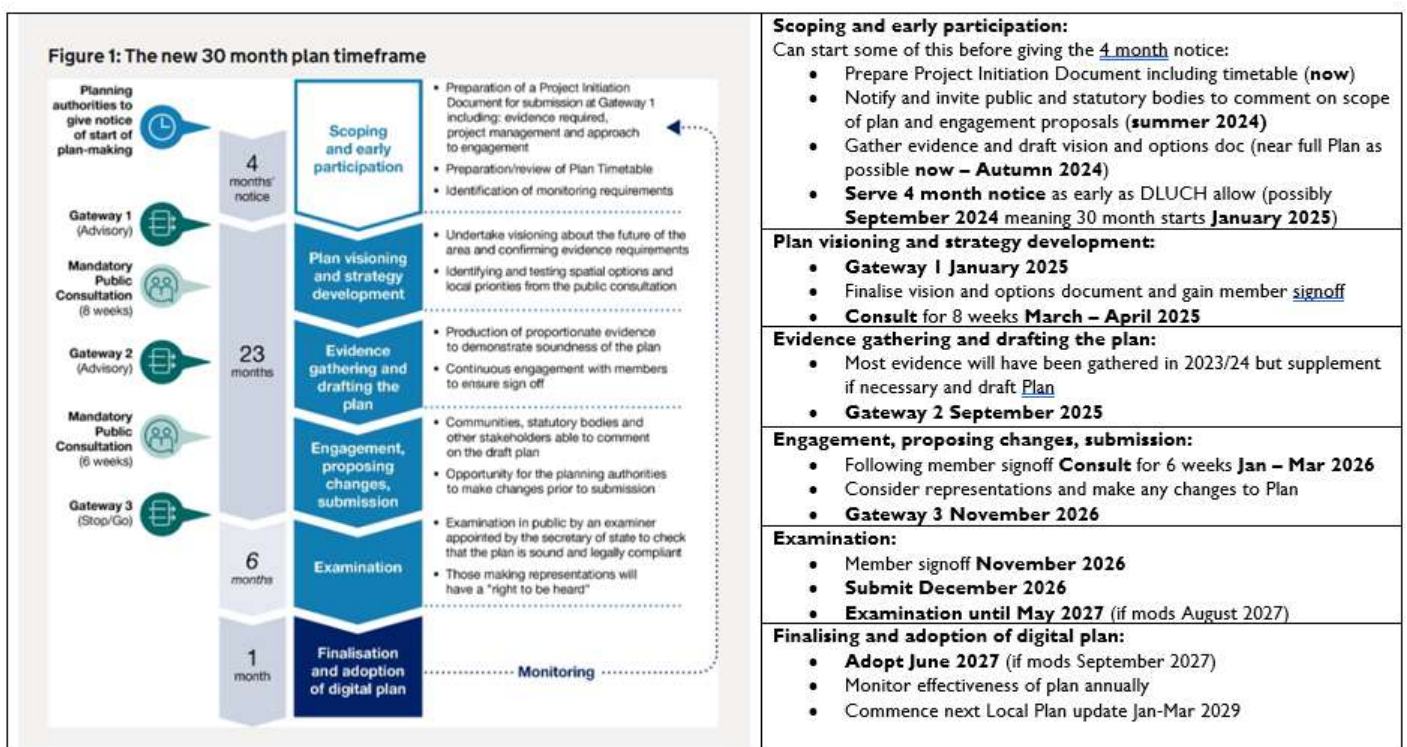 Figure 1: The new 30 month plan timeframe
Planning
authorities to
give notice
of start of
plan-making
4
months'
notice
Gateway 1
(Advisory)
Mandatory
Public
Consultation
(8 weeks)
Gateway 2
(Advisory)
23
months
Mandatory
Public
Consultation
(6 weeks)
Gateway 3
(Stop/Go)
6
months
1
month
Scoping
and early
participation
• Preparation of a Project Initiation
Document for submission at Gateway 1
including: evidence required,
project management and approach
to engagement
• Preparation/review of Plan Timetable
• Identification of monitoring requirements
Plan visioning
and strategy
development
• Undertake visioning about the future of the
area and confirming evidence requirements
• Identifying and testing spatial options and
local priorities from the public consultation
Evidence
gathering and
drafting the
plan
• Production of proportionate evidence
to demonstrate soundness of the plan
• Continuous engagement with members
to ensure sign off
Engagement,
proposing
changes,
submission
• Communities, statutory bodies and
other stakeholders able to comment
on the draft plan
• Opportunity for the planning authorities
to make changes prior to submission
Examination
• Examination in public by an examiner
appointed by the secretary of state to check
that the plan is sound and legally compliant
• Those making representations will
have a "right to be heard"
Finalisation
and adoption
of digital plan
Monitoring
Scoping and early participation:
Can start some of this before giving the 4 month notice:
• Prepare Project Initiation Document including timetable (now)
• Notify and invite public and statutory bodies to comment on scope
of plan and engagement proposals (summer 2024)
• Gather evidence and draft vision and options doc (near full Plan as
possible now – Autumn 2024)
• Serve 4 month notice as early as DLUCH allow (possibly
September 2024 meaning 30 month starts January 2025)
Plan visioning and strategy development:
• Gateway 1 January 2025
• Finalise vision and options document and gain member signoff
• Consult for 8 weeks March – April 2025
Evidence gathering and drafting the plan:
• Most evidence will have been gathered in 2023/24 but supplement
if necessary and draft Plan
• Gateway 2 September 2025
Engagement, proposing changes, submission:
• Following member signoff Consult for 6 weeks Jan – Mar 2026
• Consider representations and make any changes to Plan
• Gateway 3 November 2026
Examination:
• Member signoff November 2026
• Submit December 2026
• Examination until May 2027 (if mods August 2027)
Finalising and adoption of digital plan:
• Adopt June 2027 (if mods September 2027)
• Monitor effectiveness of plan annually
• Commence next Local Plan update Jan-Mar 2029